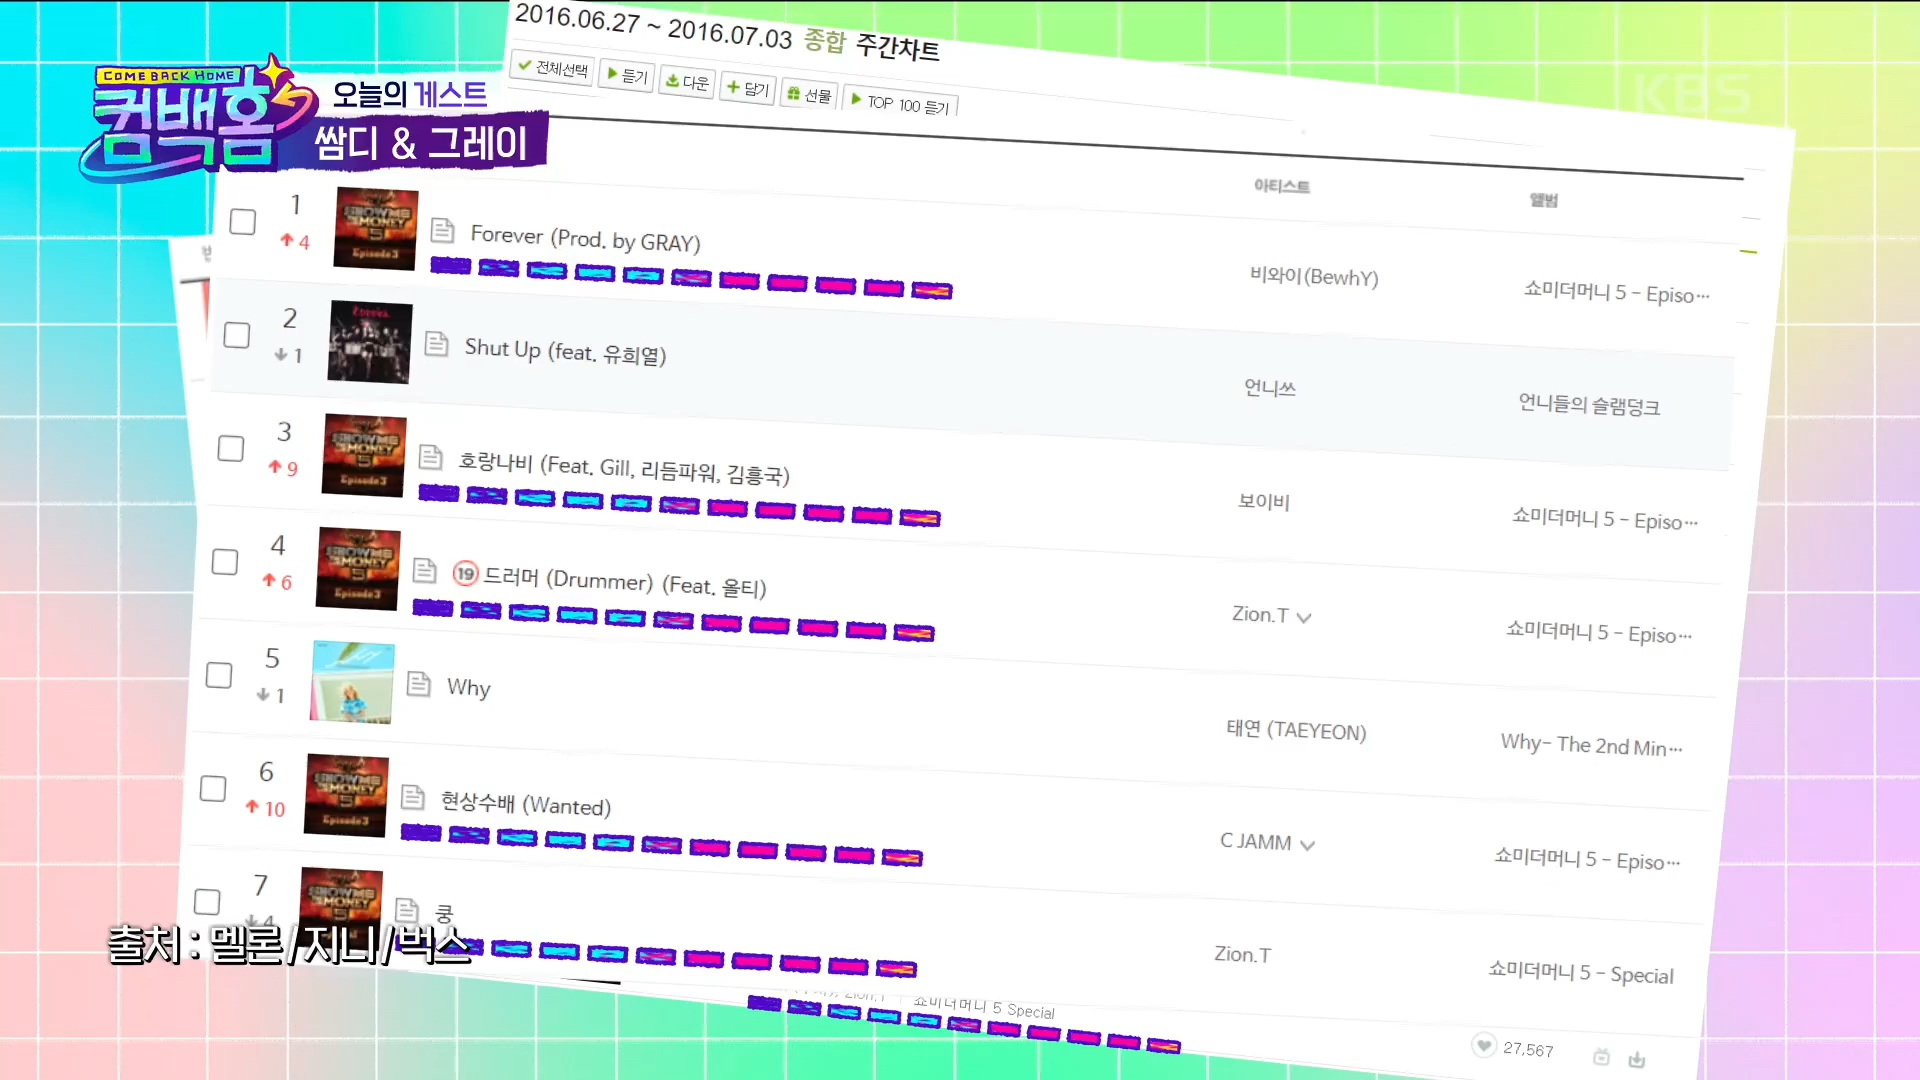 2016.06.27 ~ 2016.07.03 종합 주간차트
전체선택 듣기 다운 담기 선물 TOP 100 듣기
KBS
COME BACK HOME
컴백홈
오늘의 게스트
쌈디 & 그레이
아티스트 앨범
1 4 Forever (Prod. by GRAY) 비와이(BewhY) 쇼미더머니 5 - Episo…
2 1 Shut Up (feat. 유희열) 언니쓰 언니들의 슬램덩크
3 9 호랑나비 (Feat. Gill, 리듬파워, 김흥국) 보이비 쇼미더머니 5 - Episo…
4 6 19 드러머 (Drummer) (Feat. 올티) Zion.T 쇼미더머니 5 - Episo…
5 1 Why 태연 (TAEYEON) Why- The 2nd Min…
6 10 현상수배 (Wanted) C JAMM 쇼미더머니 5 - Episo…
7 4 쿵 Zion.T 쇼미더머니 5 - Special
출처 : 멜론/지니/벅스
Zion.T 쇼미더머니 5 Special
27,567